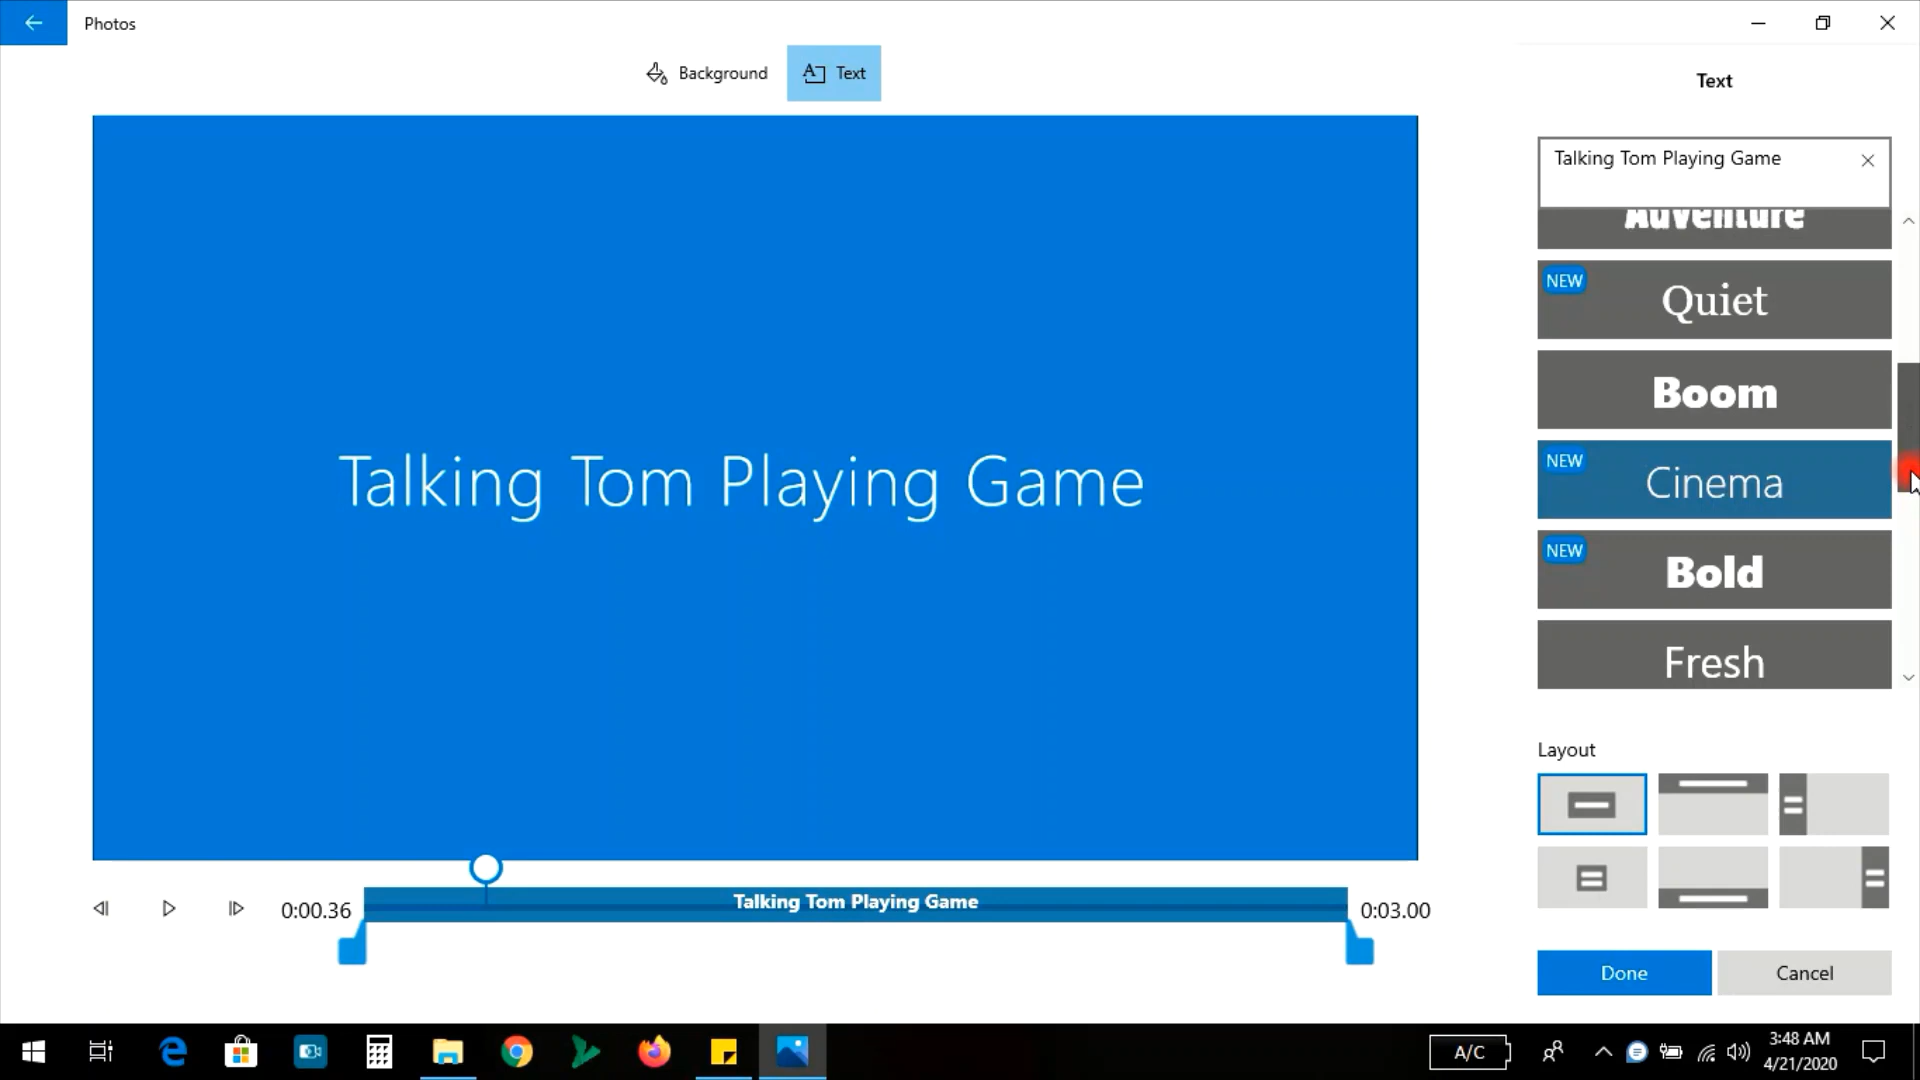 Photos
Background
Text
Text
Talking Tom Playing Game
Adventure
NEW
Quiet
Boom
NEW
Cinema
NEW
Bold
Fresh
Talking Tom Playing Game
Layout
0:00.36
Talking Tom Playing Game
0:03.00
Done
Cancel
A/C
3:48 AM
4/21/2020